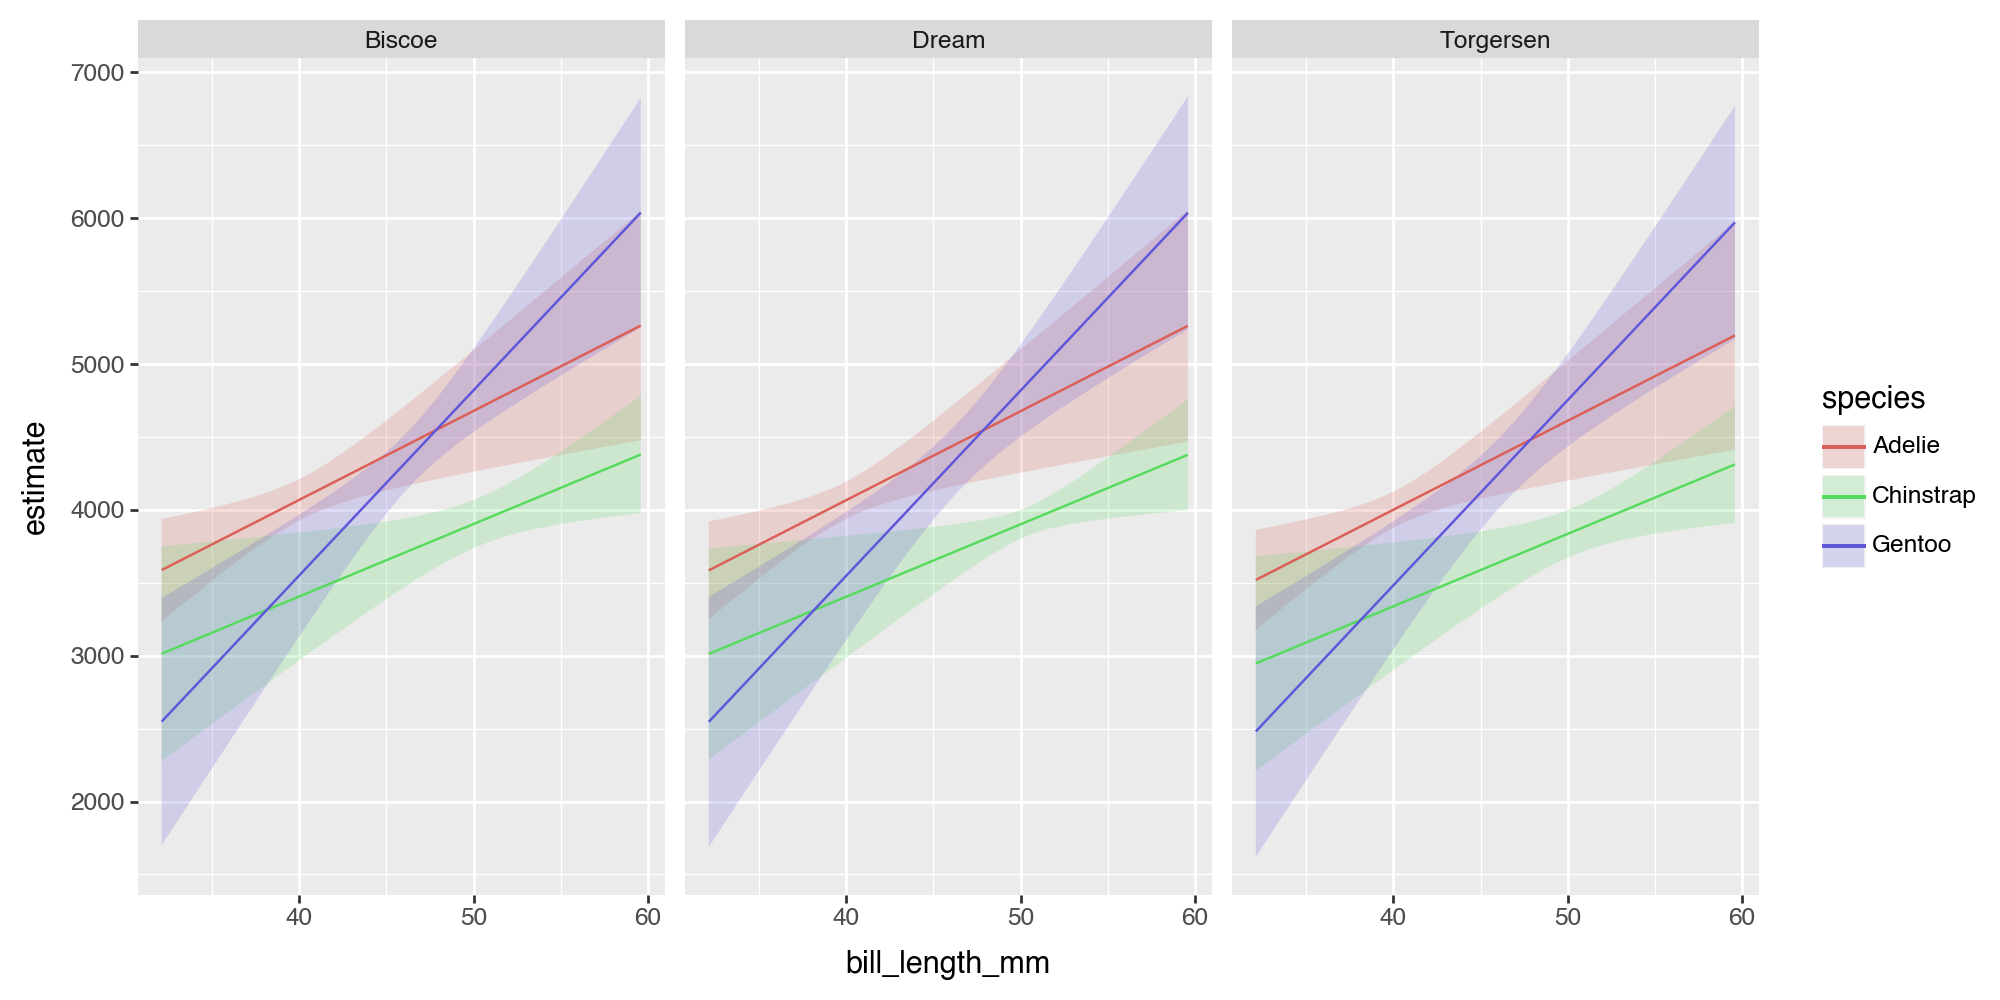 Biscoe Dream Torgersen
7000
6000
5000
4000
3000
2000
estimate
40 50 60 40 50 60 40 50 60
bill_length_mm
species
Adelie
Chinstrap
Gentoo